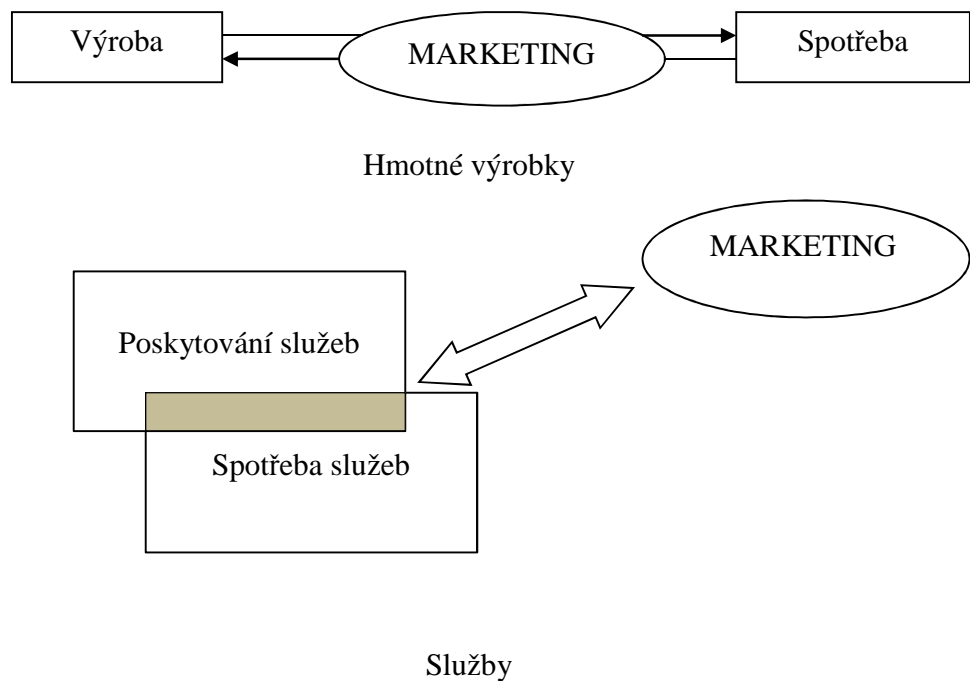 Výroba
MARKETING
Spotřeba
Hmotné výrobky
MARKETING
Poskytování služeb
Spotřeba služeb
Služby